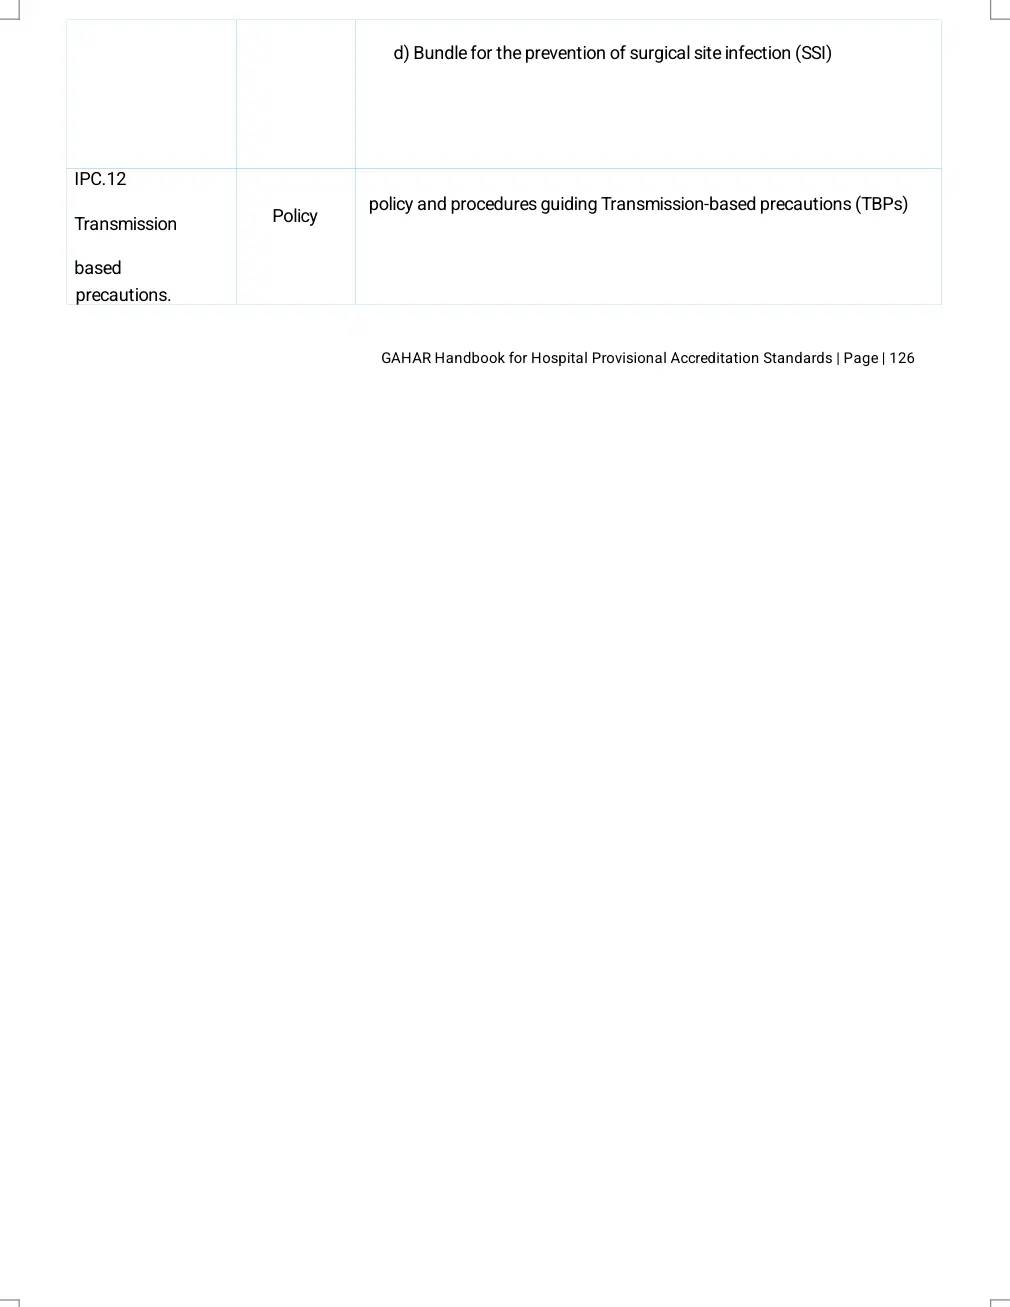 d) Bundle for the prevention of surgical site infection (SSI)
IPC.12
Transmission
based
precautions.
Policy
policy and procedures guiding Transmission-based precautions (TBPs)
GAHAR Handbook for Hospital Provisional Accreditation Standards | Page | 126